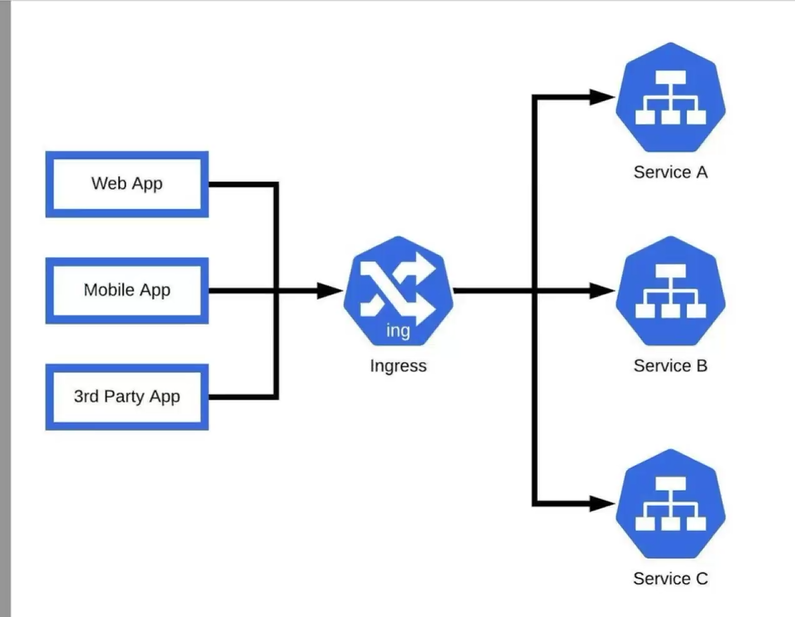 Service A
Web App
Mobile App
3rd Party App
ing
Ingress
Service B
Service C